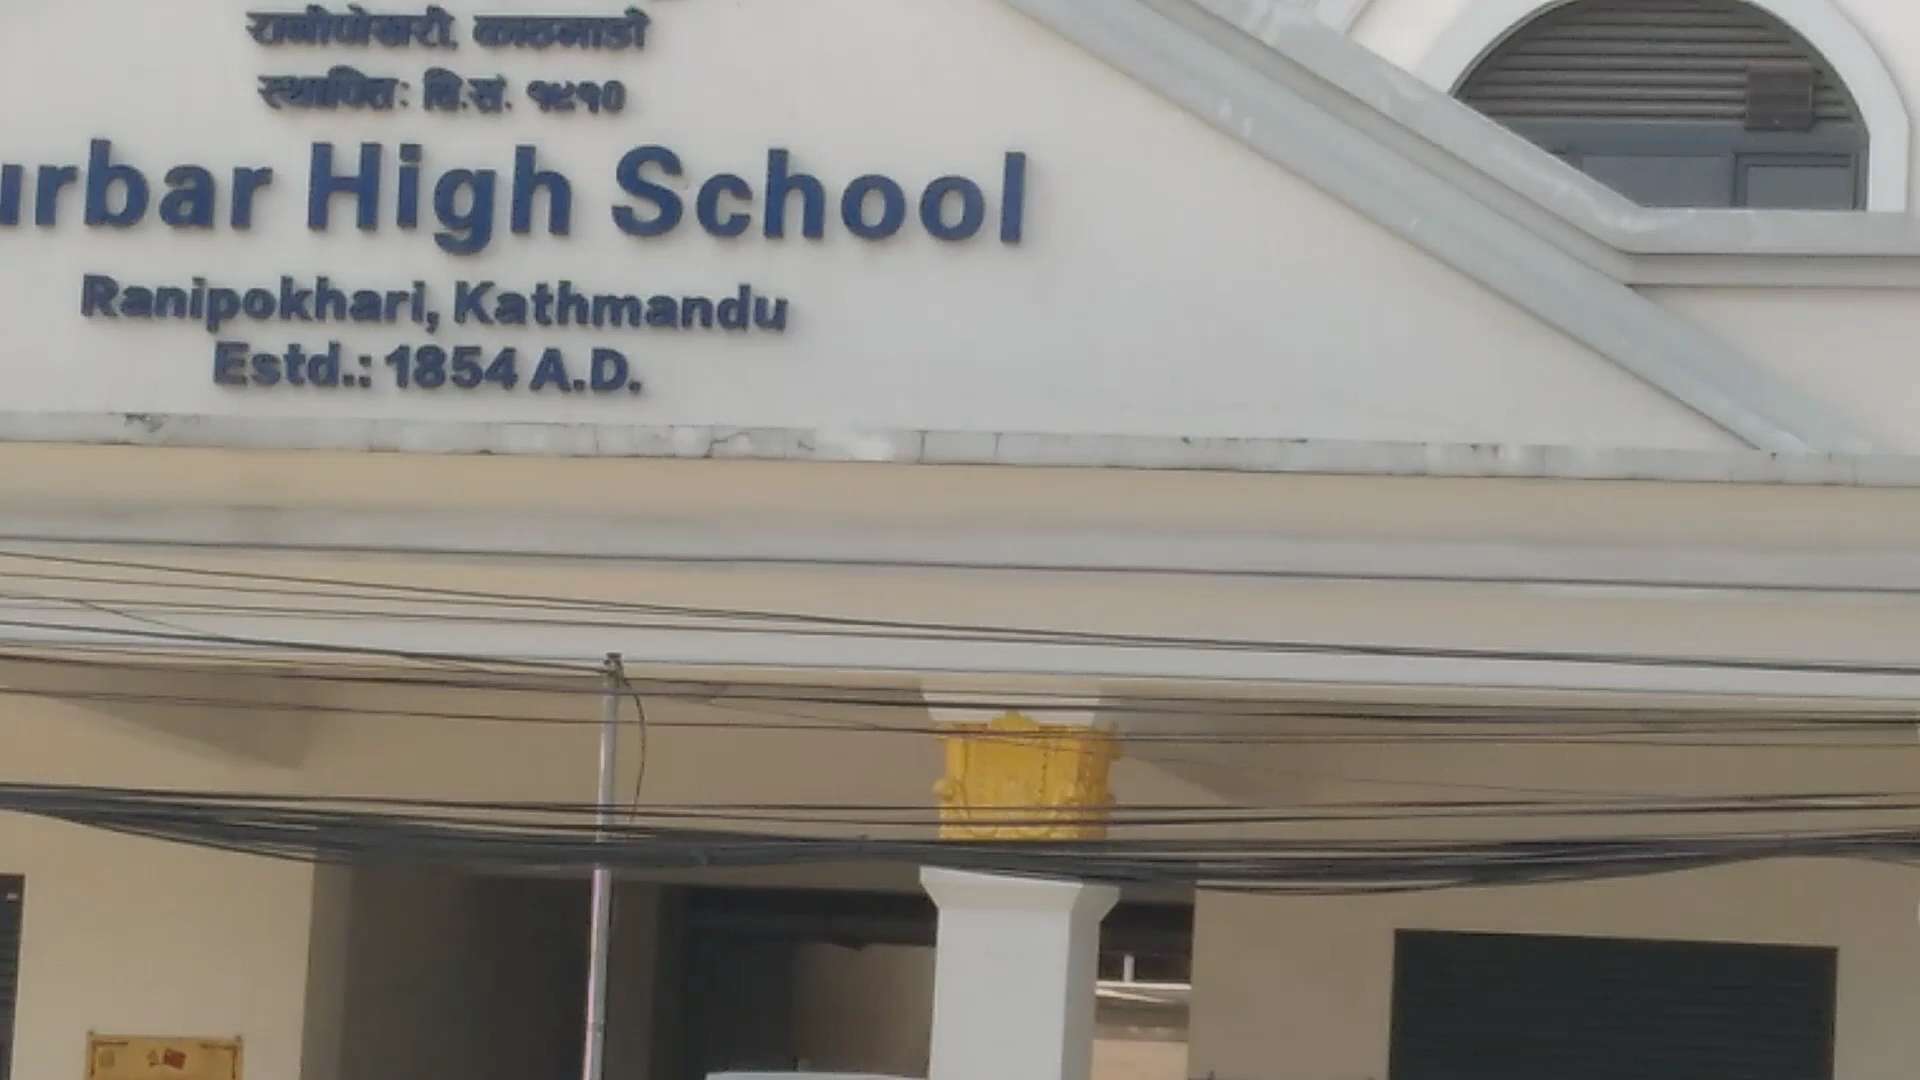 रानीपोखरी, काठमाडौं
स्थापितः वि.सं. १९१०
urbar High School
Ranipokhari, Kathmandu
Estd.: 1854 A.D.